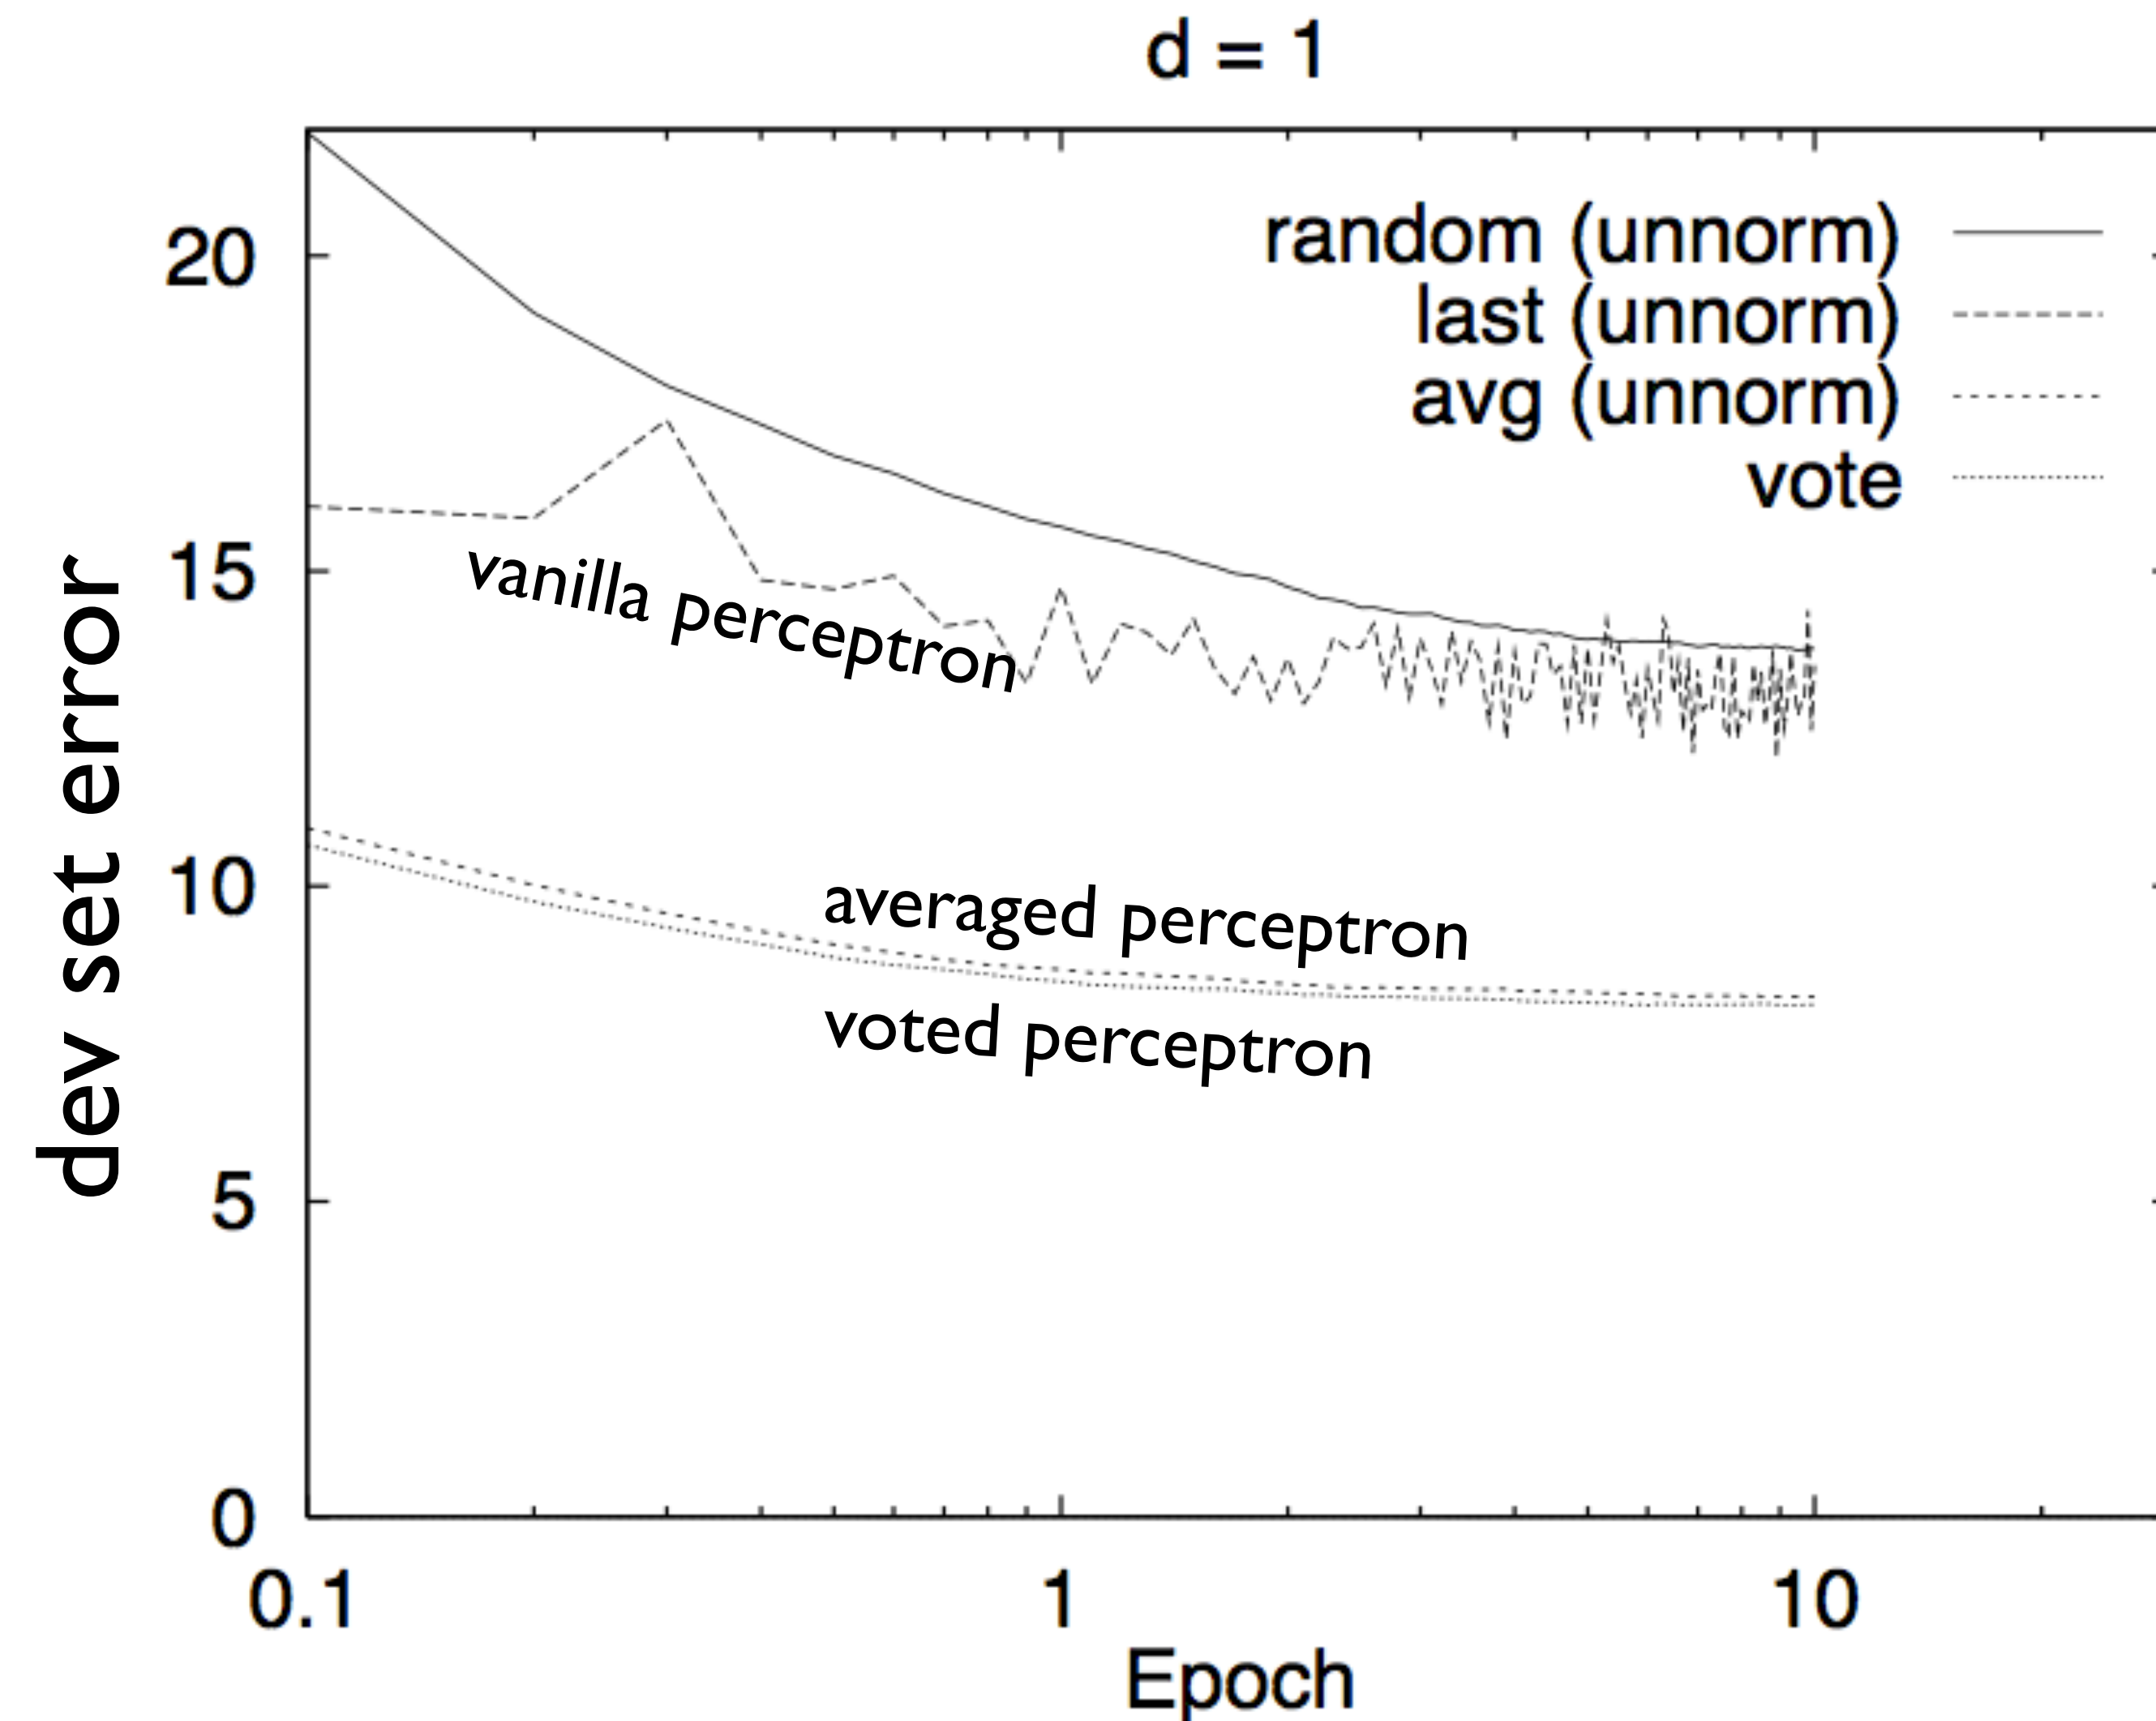 d = 1
random (unnorm)
last (unnorm)
avg (unnorm)
vote
20
15
10
5
0
dev set error
vanilla perceptron
averaged perceptron
voted perceptron
0.1
1
10
Epoch